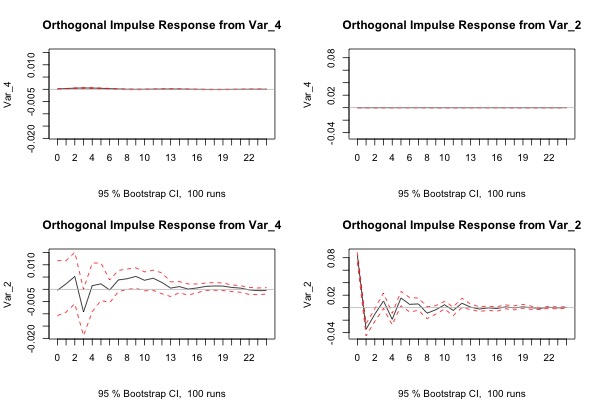 Orthogonal Impulse Response from Var_4
Var_4
0.010
-0.005
-0.020
0 2 4 6 8 10 13 16 19 22
95 % Bootstrap CI, 100 runs
Orthogonal Impulse Response from Var_2
Var_4
0.08
0.02
-0.04
0 2 4 6 8 10 13 16 19 22
95 % Bootstrap CI, 100 runs
Orthogonal Impulse Response from Var_4
Var_2
0.010
-0.005
-0.020
0 2 4 6 8 10 13 16 19 22
95 % Bootstrap CI, 100 runs
Orthogonal Impulse Response from Var_2
Var_2
0.08
0.02
-0.04
0 2 4 6 8 10 13 16 19 22
95 % Bootstrap CI, 100 runs